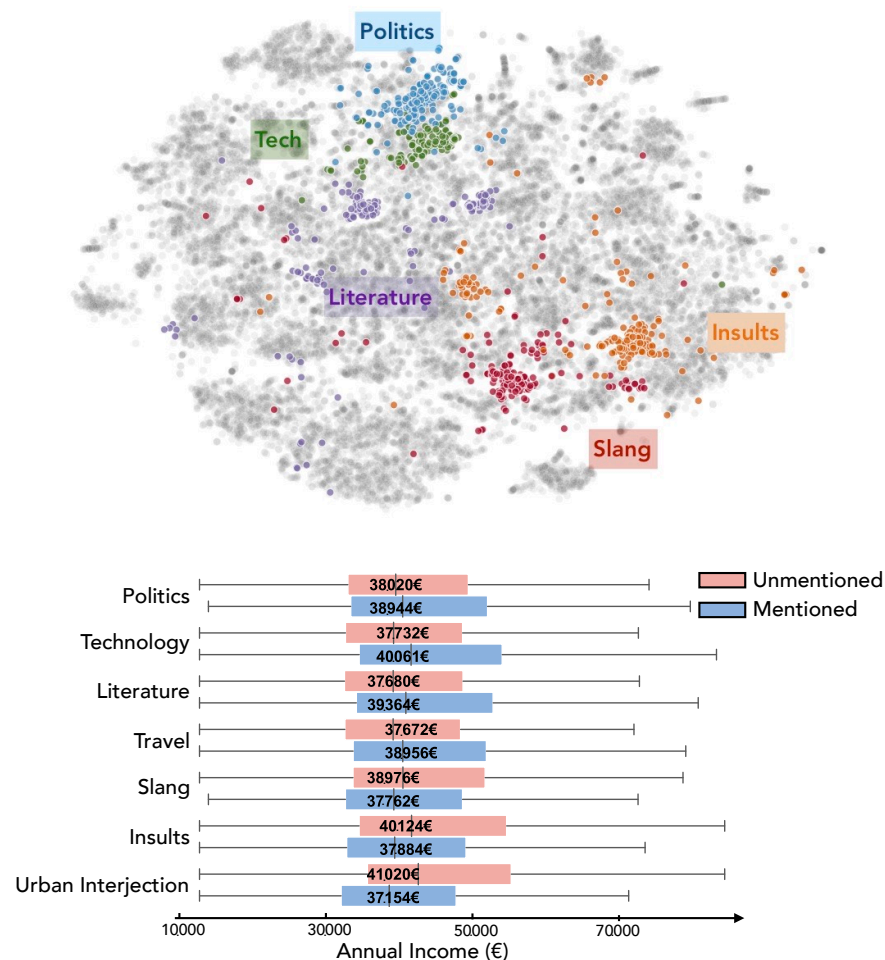 Politics
Tech
Literature
Insults
Slang
Unmentioned
Mentioned
Politics
38020€
38944€
Technology
37732€
40061€
Literature
37680€
39364€
Travel
37672€
38956€
Slang
38976€
37762€
Insults
40124€
37884€
Urban Interjection
41020€
37154€
10000 30000 50000 70000
Annual Income (€)